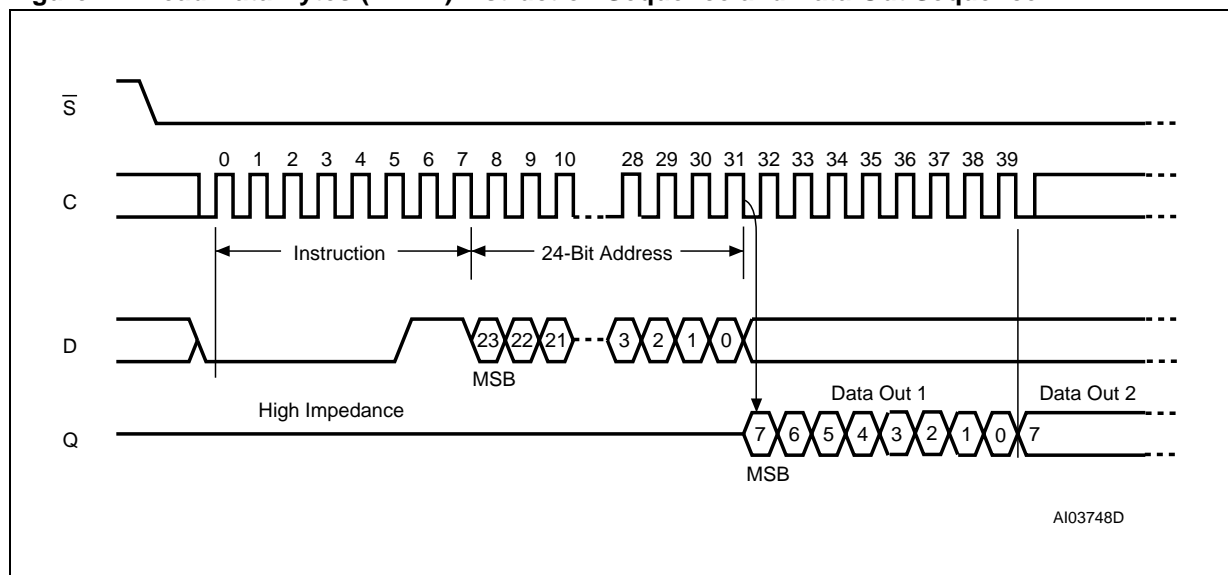 S
0 1 2 3 4 5 6 7 8 9 10 28 29 30 31 32 33 34 35 36 37 38 39
C
Instruction 24-Bit Address
D 23 22 21 3 2 1 0
MSB
High Impedance Data Out 1 Data Out 2
Q 7 6 5 4 3 2 1 0 7
MSB
AI03748D